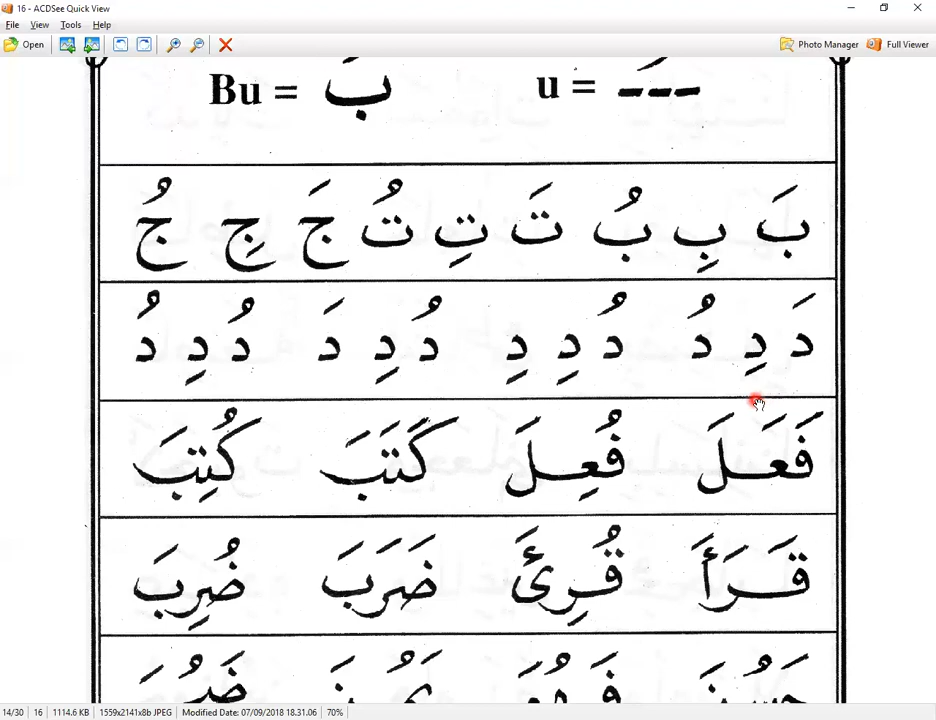 16 - ACDSee Quick View
File View Tools Help
Open Photo Manager Full Viewer
Bu = بُ u = ---
بَ بِ بُ تَ تِ تُ جَ جِ جُ
دَ دِ دُ دُ دِ دِ دُ دِ دَ دُ دِ دُ
فَعَلَ فُعِلَ كَتَبَ كُتِبَ
قَرَأَ قُرِئَ ضَرَبَ ضُرِبَ
14/30 16 1114.6 KB 1559x2141x8b JPEG Modified Date: 07/09/2018 18.31.06 70%